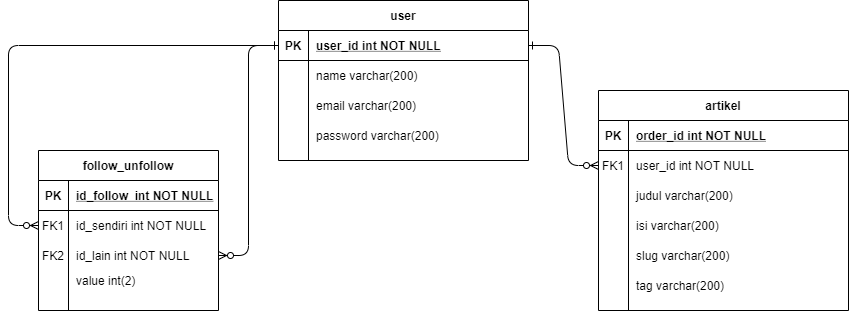 user
PK user_id int NOT NULL
name varchar(200)
email varchar(200)
password varchar(200)
artikel
PK order_id int NOT NULL
FK1 user_id int NOT NULL
judul varchar(200)
isi varchar(200)
slug varchar(200)
tag varchar(200)
follow_unfollow
PK id_follow int NOT NULL
FK1 id_sendiri int NOT NULL
FK2 id_lain int NOT NULL
value int(2)